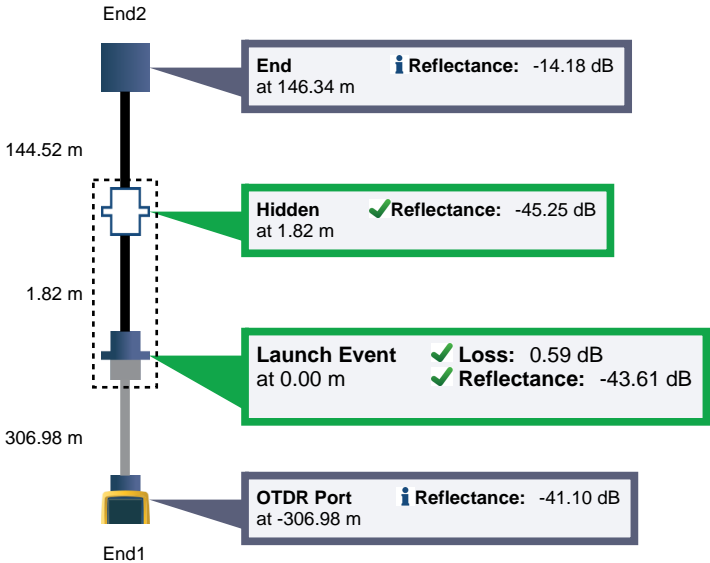 End2
End i Reflectance: -14.18 dB
at 146.34 m
144.52 m
Hidden Reflectance: -45.25 dB
at 1.82 m
1.82 m
Launch Event Loss: 0.59 dB
at 0.00 m Reflectance: -43.61 dB
306.98 m
OTDR Port i Reflectance: -41.10 dB
at -306.98 m
End1